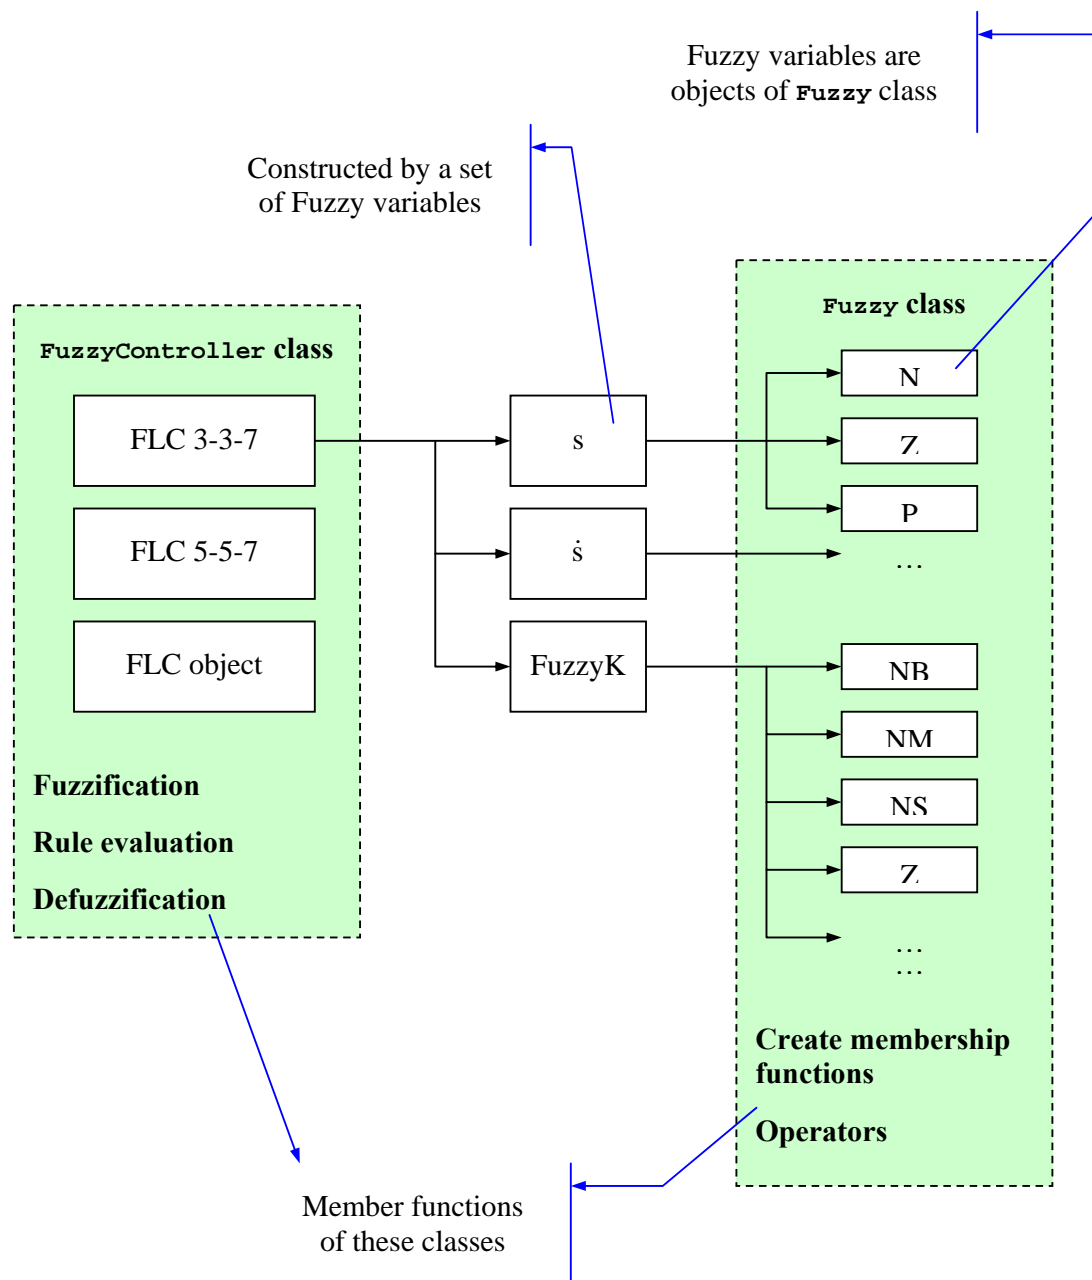 Fuzzy variables are
objects of Fuzzy class
Constructed by a set
of Fuzzy variables
FuzzyController class
FLC 3-3-7
FLC 5-5-7
FLC object
Fuzzification
Rule evaluation
Defuzzification
s
ṡ
FuzzyK
Fuzzy class
N
Z
P
...
NB
NM
NS
Z
...
...
Create membership
functions
Operators
Member functions
of these classes